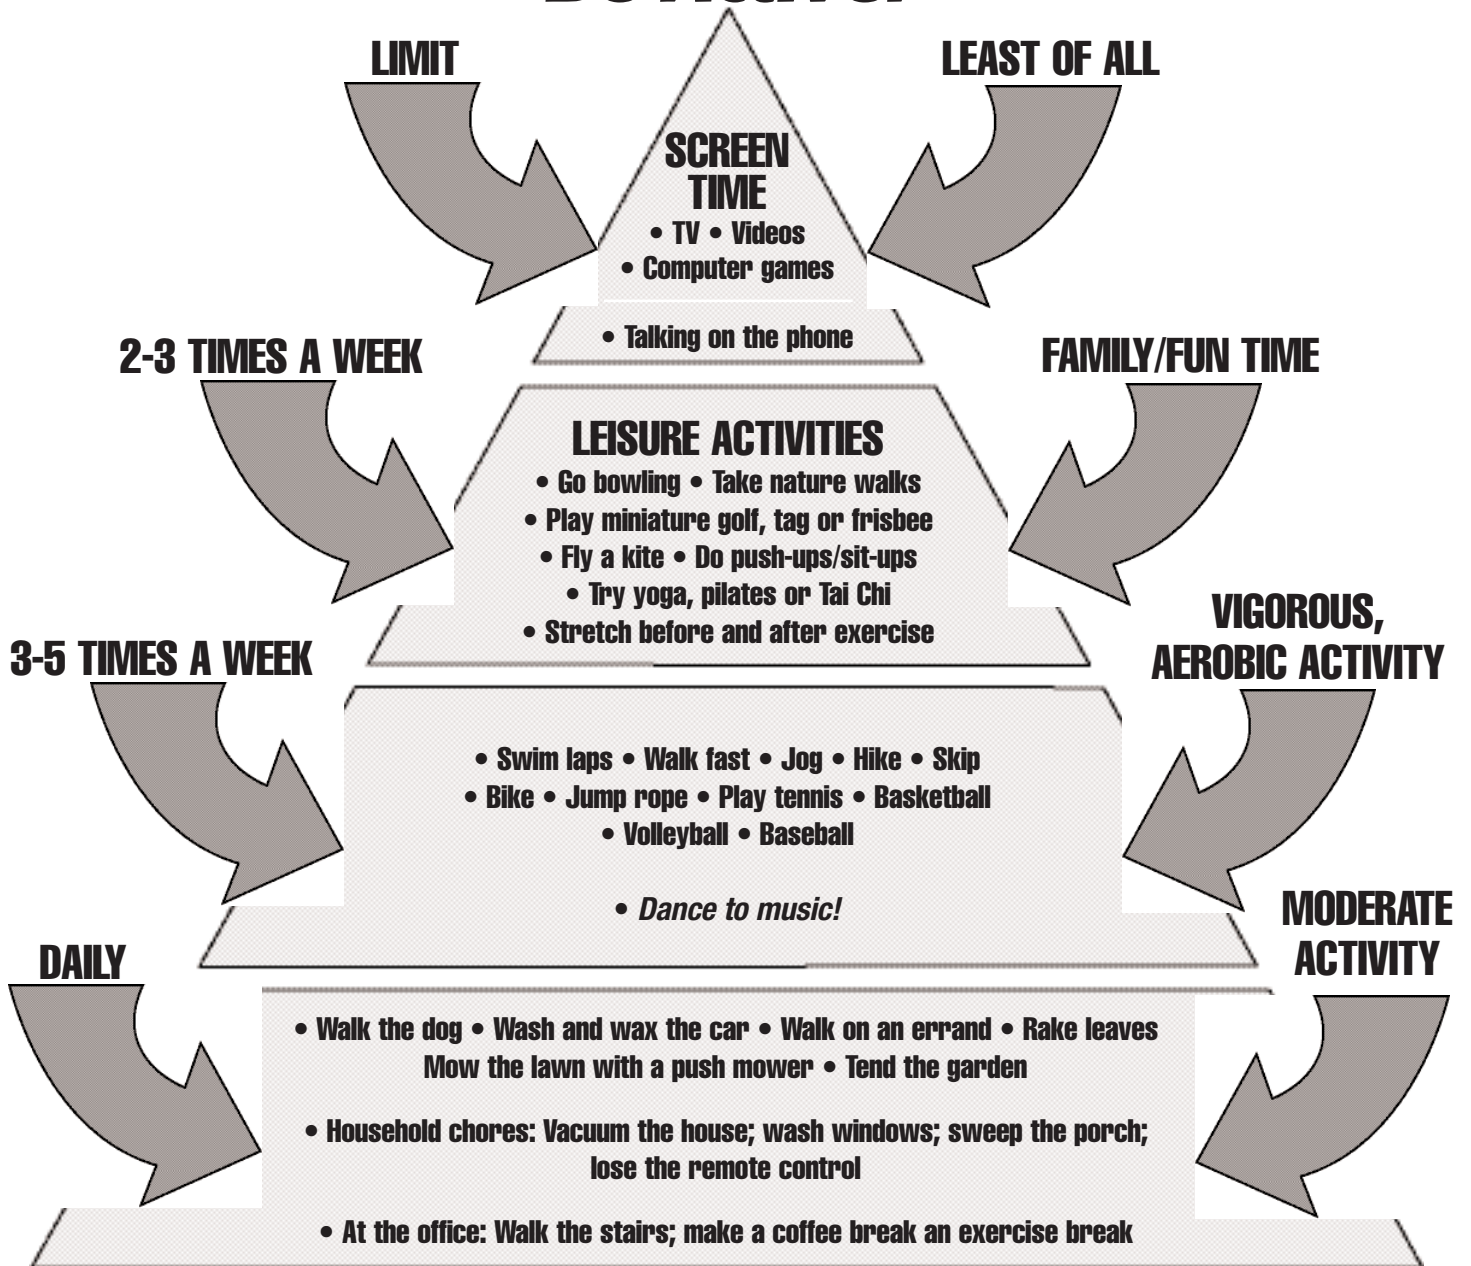 LIMIT
LEAST OF ALL
SCREEN
TIME
• TV • Videos
• Computer games
• Talking on the phone
2-3 TIMES A WEEK
FAMILY/FUN TIME
LEISURE ACTIVITIES
• Go bowling • Take nature walks
• Play miniature golf, tag or frisbee
• Fly a kite • Do push-ups/sit-ups
• Try yoga, pilates or Tai Chi
• Stretch before and after exercise
3-5 TIMES A WEEK
VIGOROUS,
AEROBIC ACTIVITY
• Swim laps • Walk fast • Jog • Hike • Skip
• Bike • Jump rope • Play tennis • Basketball
• Volleyball • Baseball
• Dance to music!
DAILY
MODERATE
ACTIVITY
• Walk the dog • Wash and wax the car • Walk on an errand • Rake leaves
Mow the lawn with a push mower • Tend the garden
• Household chores: Vacuum the house; wash windows; sweep the porch;
lose the remote control
• At the office: Walk the stairs; make a coffee break an exercise break